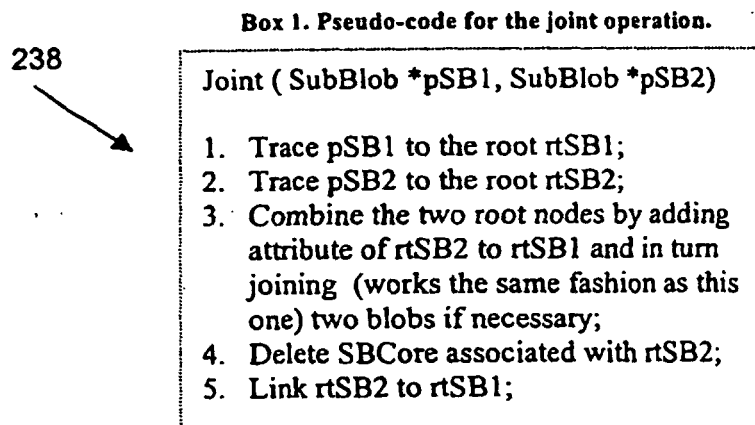 Box 1. Pseudo-code for the joint operation.
238
Joint ( SubBlob *pSB1, SubBlob *pSB2)
1. Trace pSB1 to the root rtSB1;
2. Trace pSB2 to the root rtSB2;
3. Combine the two root nodes by adding
attribute of rtSB2 to rtSB1 and in turn
joining (works the same fashion as this
one) two blobs if necessary;
4. Delete SBCore associated with rtSB2;
5. Link rtSB2 to rtSB1;